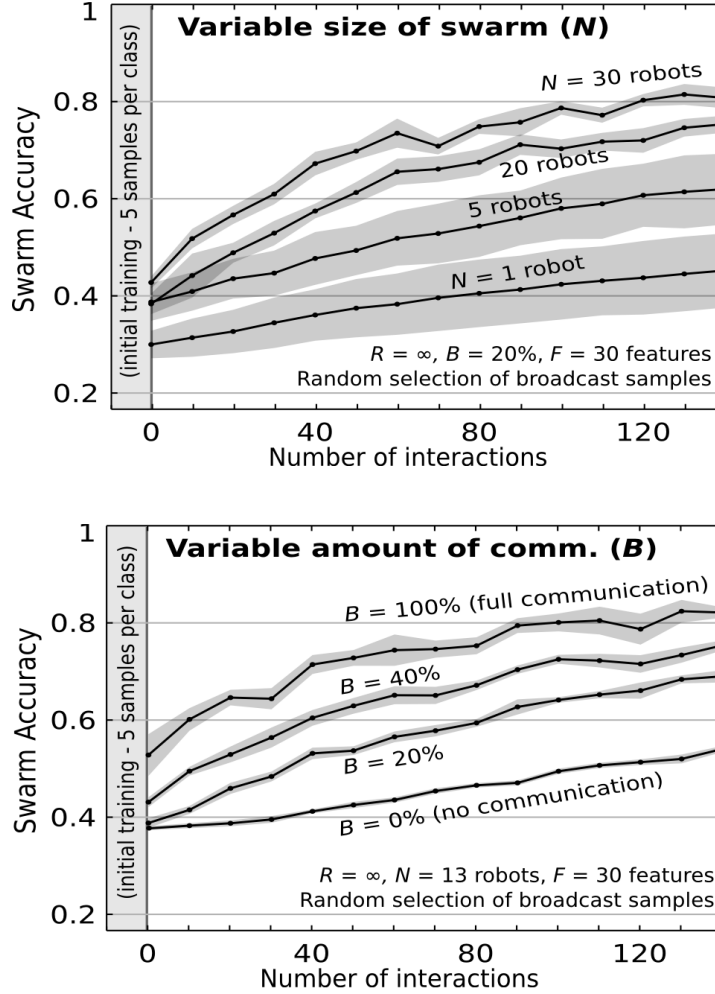 Variable size of swarm (N)
1
0.8
0.6
0.4
0.2
Swarm Accuracy
(initial training - 5 samples per class)
N = 30 robots
20 robots
5 robots
N = 1 robot
R = ∞, B = 20%, F = 30 features
Random selection of broadcast samples
0
40
80
120
Number of interactions
Variable amount of comm. (B)
1
0.8
0.6
0.4
0.2
Swarm Accuracy
(initial training - 5 samples per class)
B = 100% (full communication)
B = 40%
B = 20%
B = 0% (no communication)
R = ∞, N = 13 robots, F = 30 features
Random selection of broadcast samples
0
40
80
120
Number of interactions